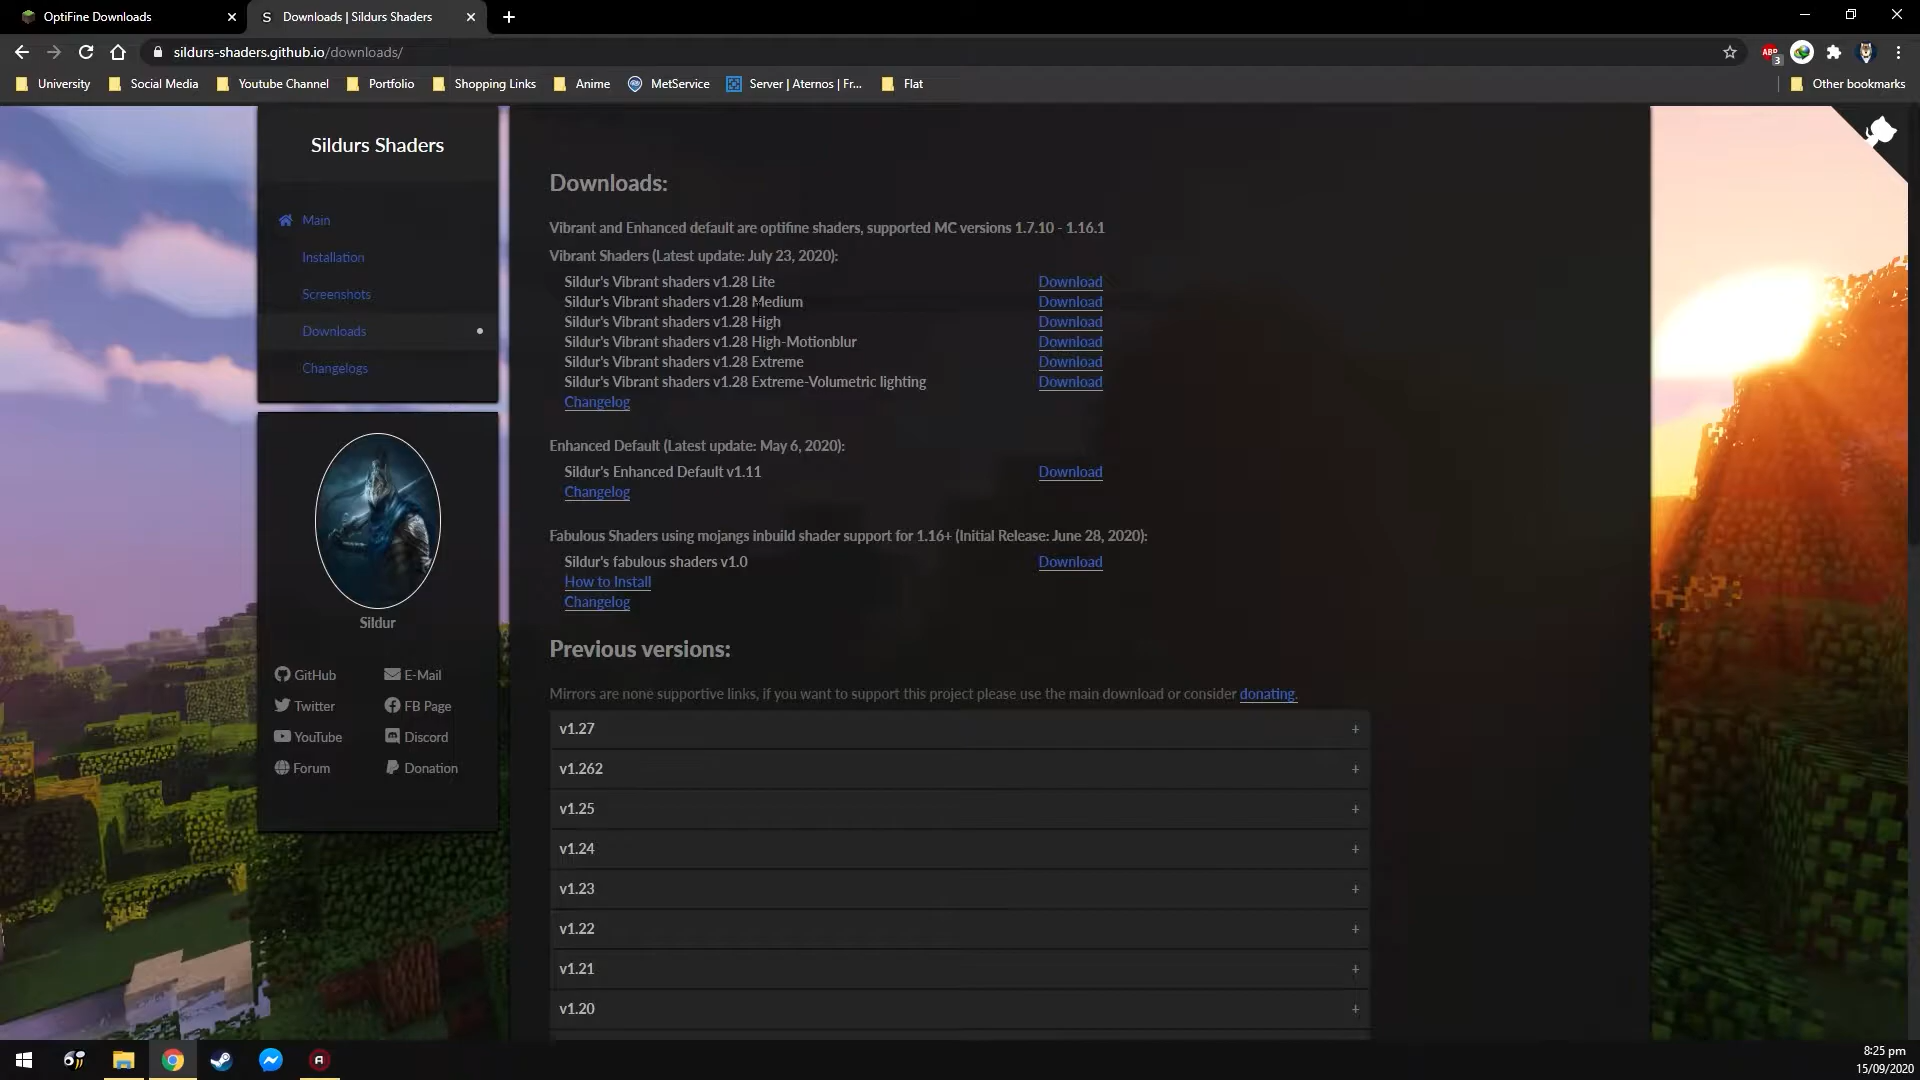 OptiFine Downloads
Downloads | Sildurs Shaders
sildurs-shaders.github.io/downloads/
ABP
3
University
Social Media
Youtube Channel
Portfolio
Shopping Links
Anime
MetService
Server | Aternos | Fr...
Flat
Other bookmarks
Sildurs Shaders
Main
Installation
Screenshots
Downloads
Changelogs
Sildur
GitHub
E-Mail
Twitter
FB Page
YouTube
Discord
Forum
Donation
Downloads:
Vibrant and Enhanced default are optifine shaders, supported MC versions 1.7.10 - 1.16.1
Vibrant Shaders (Latest update: July 23, 2020):
Sildur's Vibrant shaders v1.28 Lite Download
Sildur's Vibrant shaders v1.28 Medium Download
Sildur's Vibrant shaders v1.28 High Download
Sildur's Vibrant shaders v1.28 High-Motionblur Download
Sildur's Vibrant shaders v1.28 Extreme Download
Sildur's Vibrant shaders v1.28 Extreme-Volumetric lighting Download
Changelog
Enhanced Default (Latest update: May 6, 2020):
Sildur's Enhanced Default v1.11 Download
Changelog
Fabulous Shaders using mojangs inbuild shader support for 1.16+ (Initial Release: June 28, 2020):
Sildur's fabulous shaders v1.0 Download
How to Install
Changelog
Previous versions:
Mirrors are none supportive links, if you want to support this project please use the main download or consider donating.
v1.27 +
v1.262 +
v1.25 +
v1.24 +
v1.23 +
v1.22 +
v1.21 +
v1.20 +
8:25 pm
15/09/2020